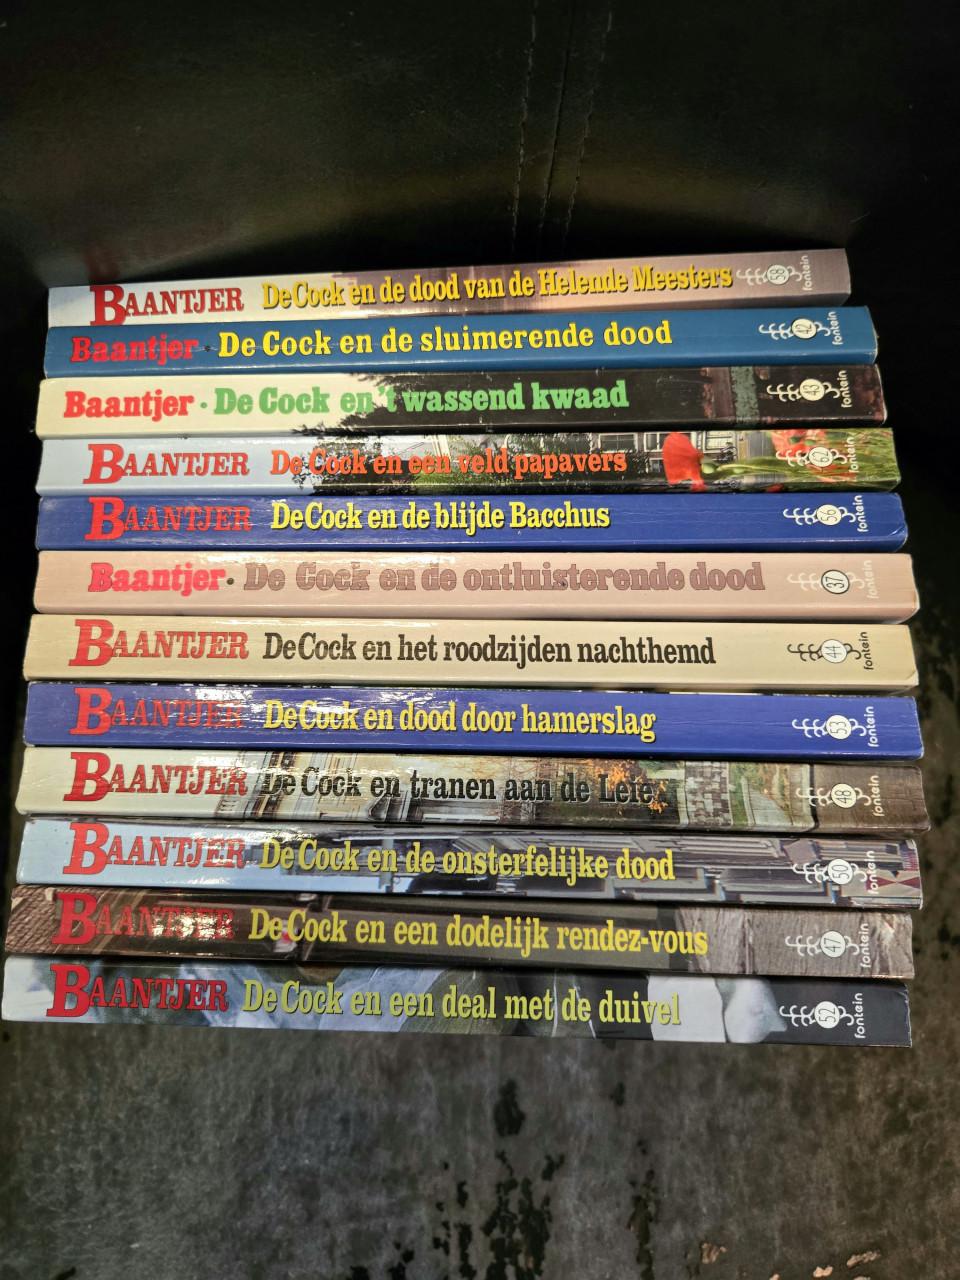 BAANTJER De Cock en de dood van de Helende Meesters 58 fontein
Baantjer · De Cock en de sluimerende dood 42 fontein
Baantjer · De Cock en 't wassend kwaad 43 fontein
BAANTJER De Cock en een veld papavers 62 fontein
BAANTJER De Cock en de blijde Bacchus 56 fontein
Baantjer · De Cock en de ontluisterende dood 37 fontein
BAANTJER De Cock en het roodzijden nachthemd 44 fontein
BAANTJER De Cock en dood door hamerslag 53 fontein
BAANTJER De Cock en tranen aan de Leie 48 fontein
BAANTJER De Cock en de onsterfelijke dood 50 fontein
BAANTJER De Cock en een dodelijk rendez-vous 47 fontein
BAANTJER De Cock en een deal met de duivel 52 fontein